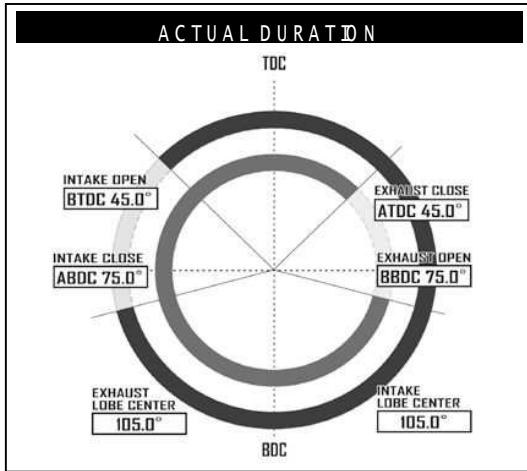 ACTUAL DURATION
TDC
INTAKE OPEN
BTDC 45.0°
EXHAUST CLOSE
ATDC 45.0°
INTAKE CLOSE
ABDC 75.0°
EXHAUST OPEN
BBDC 75.0°
EXHAUST
LOBE CENTER
105.0°
INTAKE
LOBE CENTER
105.0°
BDC